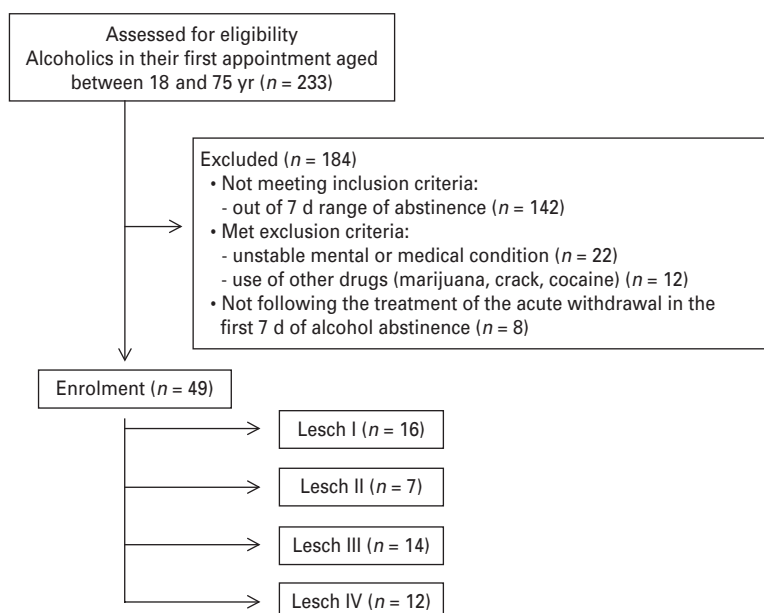 Assessed for eligibility
Alcoholics in their first appointment aged
between 18 and 75 yr (n = 233)
Excluded (n = 184)
• Not meeting inclusion criteria:
- out of 7 d range of abstinence (n = 142)
• Met exclusion criteria:
- unstable mental or medical condition (n = 22)
- use of other drugs (marijuana, crack, cocaine) (n = 12)
• Not following the treatment of the acute withdrawal in the
first 7 d of alcohol abstinence (n = 8)
Enrolment (n = 49)
Lesch I (n = 16)
Lesch II (n = 7)
Lesch III (n = 14)
Lesch IV (n = 12)